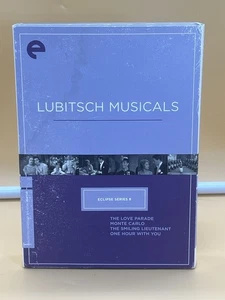 e
LUBITSCH MUSICALS
ECLIPSE SERIES 8
THE LOVE PARADE
MONTE CARLO
THE SMILING LIEUTENANT
ONE HOUR WITH YOU